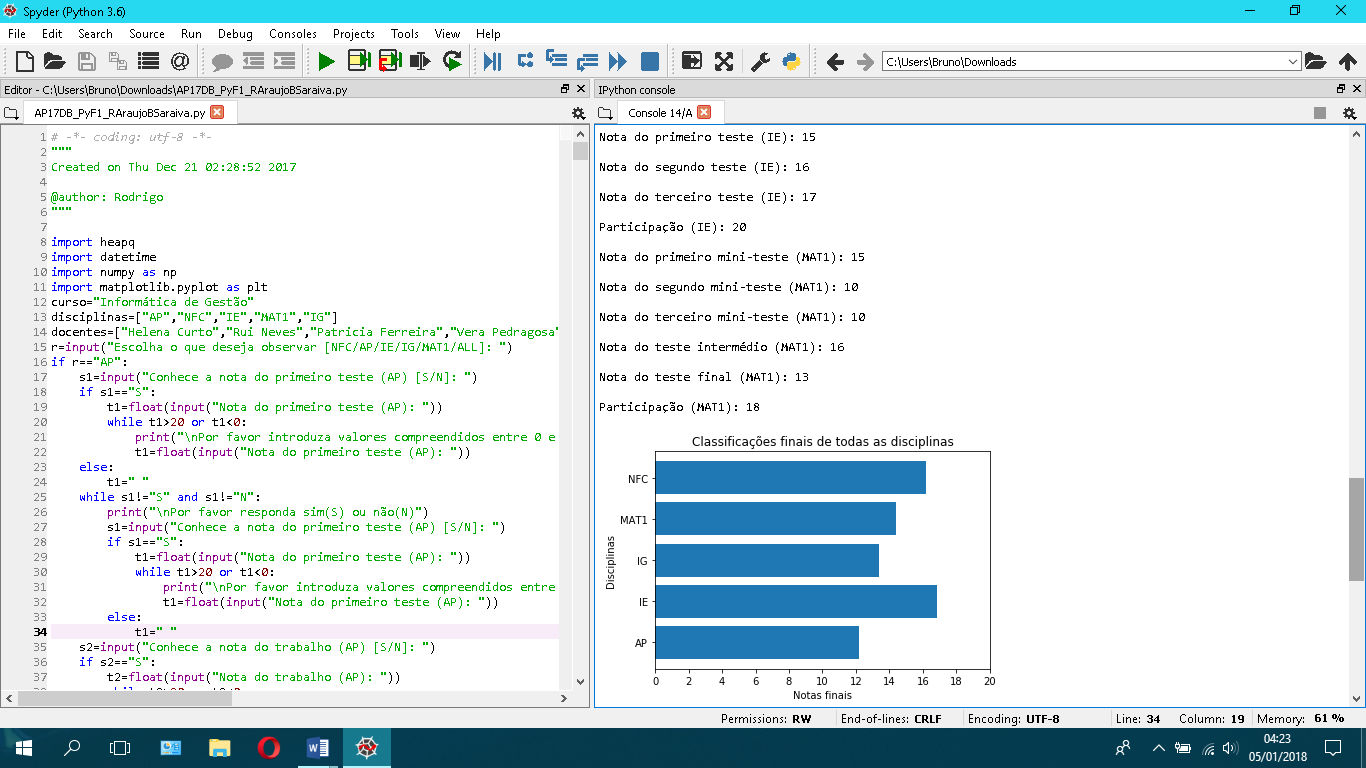 Spyder (Python 3.6)
File Edit Search Source Run Debug Consoles Projects Tools View Help
C:\Users\Bruno\Downloads
Editor - C:\Users\Bruno\Downloads\AP17DB_PyF1_RAraujoBSaraiva.py
AP17DB_PyF1_RAraujoBSaraiva.py
1 # -*- coding: utf-8 -*-
2 """
3 Created on Thu Dec 21 02:28:52 2017
4
5 @author: Rodrigo
6 """
7
8 import heapq
9 import datetime
10 import numpy as np
11 import matplotlib.pyplot as plt
12 curso="Informática de Gestão"
13 disciplinas=["AP","NFC","IE","MAT1","IG"]
14 docentes=["Helena Curto","Rui Neves","Patricia Ferreira","Vera Pedragosa"
15 r=input("Escolha o que deseja observar [NFC/AP/IE/IG/MAT1/ALL]: ")
16 if r=="AP":
17 s1=input("Conhece a nota do primeiro teste (AP) [S/N]: ")
18 if s1=="S":
19 t1=float(input("Nota do primeiro teste (AP): "))
20 while t1>20 or t1<0:
21 print("\nPor favor introduza valores compreendidos entre 0 e
22 t1=float(input("Nota do primeiro teste (AP): "))
23 else:
24 t1=" "
25 while s1!="S" and s1!="N":
26 print("\nPor favor responda sim(S) ou não(N)")
27 s1=input("Conhece a nota do primeiro teste (AP) [S/N]: ")
28 if s1=="S":
29 t1=float(input("Nota do primeiro teste (AP): "))
30 while t1>20 or t1<0:
31 print("\nPor favor introduza valores compreendidos entre
32 t1=float(input("Nota do primeiro teste (AP): "))
33 else:
34 t1=" "
35 s2=input("Conhece a nota do trabalho (AP) [S/N]: ")
36 if s2=="S":
37 t2=float(input("Nota do trabalho (AP): "))
IPython console
Console 14/A
Nota do primeiro teste (IE): 15
Nota do segundo teste (IE): 16
Nota do terceiro teste (IE): 17
Participação (IE): 20
Nota do primeiro mini-teste (MAT1): 15
Nota do segundo mini-teste (MAT1): 10
Nota do terceiro mini-teste (MAT1): 10
Nota do teste intermédio (MAT1): 16
Nota do teste final (MAT1): 13
Participação (MAT1): 18
Classificações finais de todas as disciplinas
Disciplinas
NFC
MAT1
IG
IE
AP
0 2 4 6 8 10 12 14 16 18 20
Notas finais
Permissions: RW End-of-lines: CRLF Encoding: UTF-8 Line: 34 Column: 19 Memory: 61 %
04:23
05/01/2018